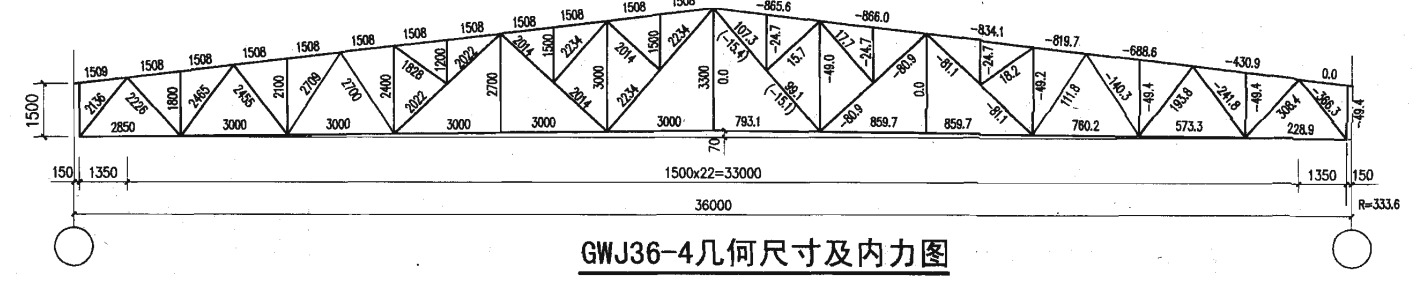 1509 1508 1508 1508 1508 1508 1508 1508 1508 1508 1508 1508 -865.6 -866.0 -834.1 -819.7 -688.6 -430.9 0.0
1500 2136 2226 1800 2465 2455 2100 2709 2700 2400 1828 1200 2022 2022 2700 2014 1500 2234 2014 3000 2014 2234 1500 2234 3300 0.0 107.3 (-15.4) -24.7 15.7 89.1 (-15.1) -49.0 17.7 -24.7 -80.9 -80.9 0.0 -81.1 -24.7 18.2 -81.1 -49.2 111.8 -140.3 -49.4 193.8 -241.8 -49.4 308.4 -366.3 -49.4
2850 3000 3000 3000 3000 3000 3000 793.1 859.7 859.7 760.2 573.3 228.9
70
150 1350 1500x22=33000 1350 150
36000 R=333.6
GWJ36-4几何尺寸及内力图